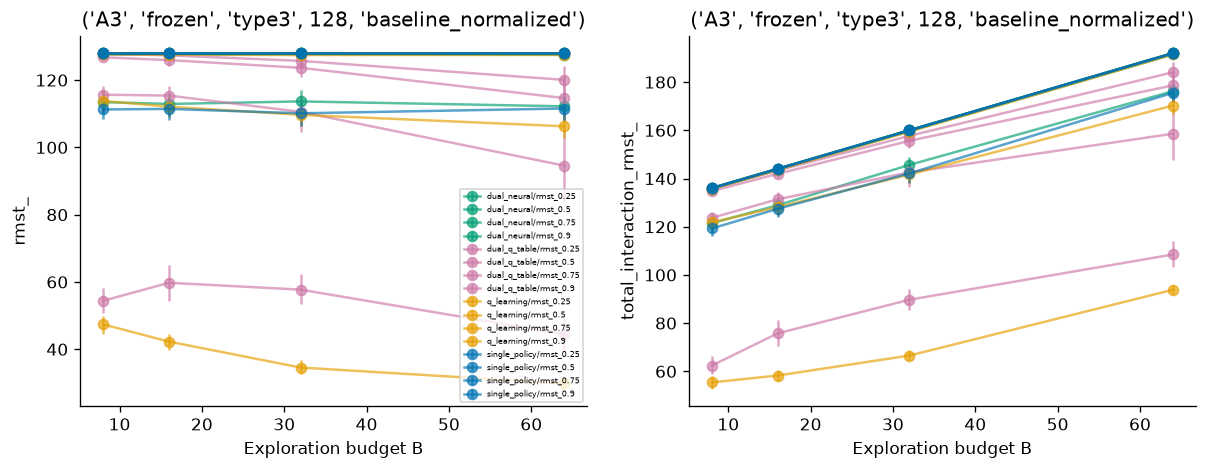 ('A3', 'frozen', 'type3', 128, 'baseline_normalized')
120
100
80
60
40
rmst_
10
20
30
40
50
60
Exploration budget B
dual_neural/rmst_0.25
dual_neural/rmst_0.5
dual_neural/rmst_0.75
dual_neural/rmst_0.9
dual_q_table/rmst_0.25
dual_q_table/rmst_0.5
dual_q_table/rmst_0.75
dual_q_table/rmst_0.9
q_learning/rmst_0.25
q_learning/rmst_0.5
q_learning/rmst_0.75
q_learning/rmst_0.9
single_policy/rmst_0.25
single_policy/rmst_0.5
single_policy/rmst_0.75
single_policy/rmst_0.9
('A3', 'frozen', 'type3', 128, 'baseline_normalized')
180
160
140
120
100
80
60
total_interaction_rmst_
10
20
30
40
50
60
Exploration budget B